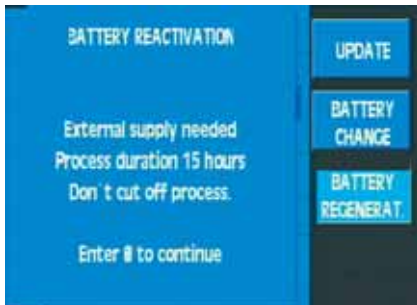 BATTERY REACTIVATION
External supply needed
Process duration 15 hours
Don´t cut off process.
Enter to continue
UPDATE
BATTERY
CHANGE
BATTERY
REGENERAT.